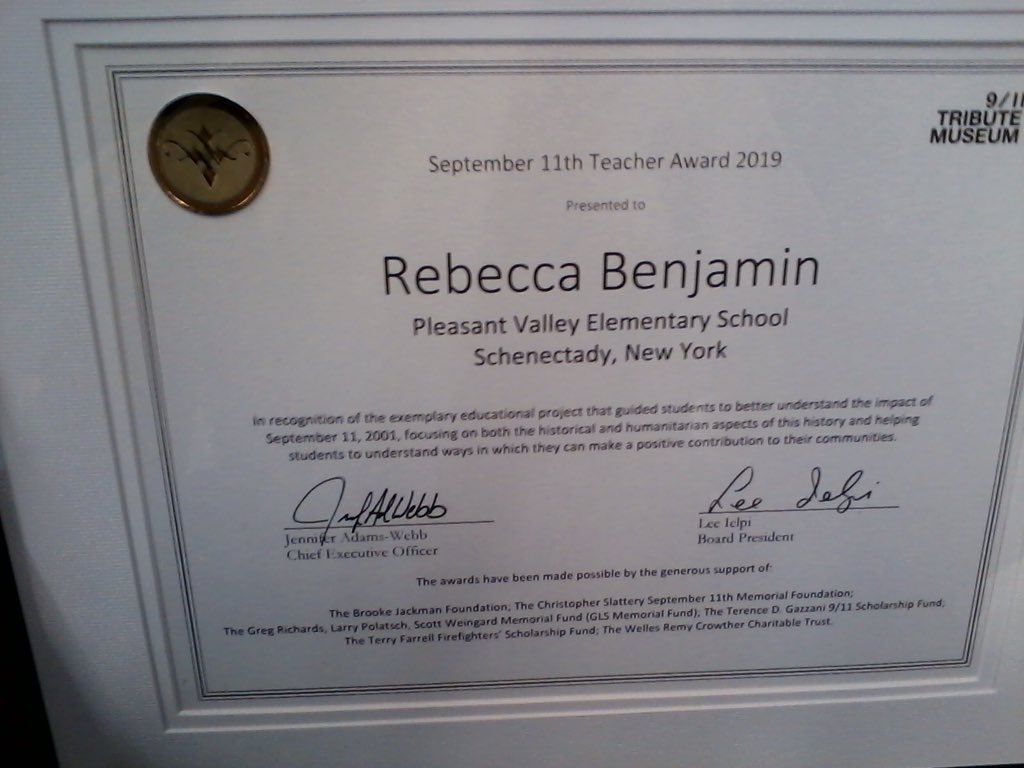 9/11
TRIBUTE
MUSEUM
September 11th Teacher Award 2019
Presented to
Rebecca Benjamin
Pleasant Valley Elementary School
Schenectady, New York
In recognition of the exemplary educational project that guided students to better understand the impact of
September 11, 2001, focusing on both the historical and humanitarian aspects of this history and helping
students to understand ways in which they can make a positive contribution to their communities.
Jnf AdWebb
Lee Ielpi
Jennifer Adams-Webb
Chief Executive Officer
Lee Ielpi
Board President
The awards have been made possible by the generous support of:
The Brooke Jackman Foundation; The Christopher Slattery September 11th Memorial Foundation;
The Greg Richards, Larry Polatsch, Scott Weingard Memorial Fund (GLS Memorial Fund), The Terence D. Gazzani 9/11 Scholarship Fund;
The Terry Farrell Firefighters' Scholarship Fund; The Welles Remy Crowther Charitable Trust.